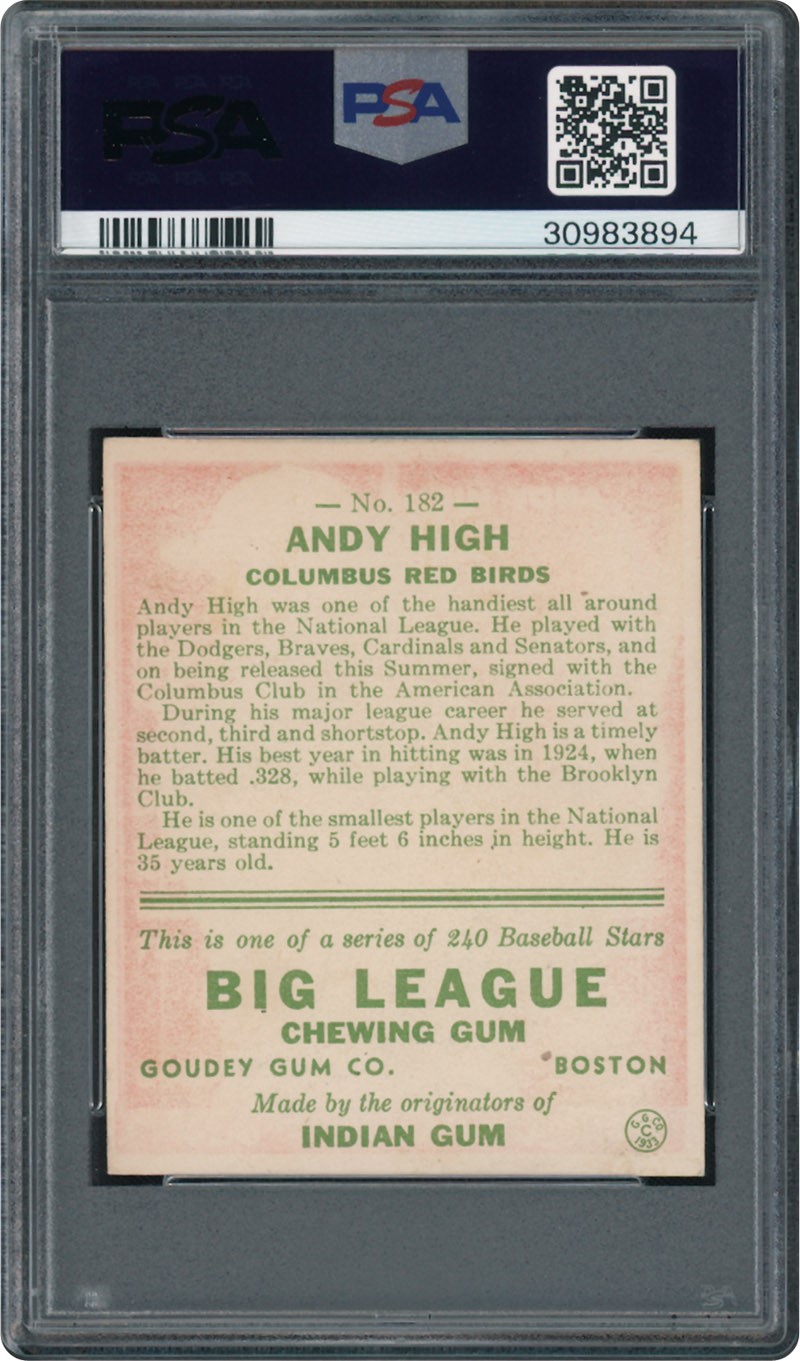 PSA
PSA
30983894
— No. 182 —
ANDY HIGH
COLUMBUS RED BIRDS
Andy High was one of the handiest all around
players in the National League. He played with
the Dodgers, Braves, Cardinals and Senators, and
on being released this Summer, signed with the
Columbus Club in the American Association.
During his major league career he served at
second, third and shortstop. Andy High is a timely
batter. His best year in hitting was in 1924, when
he batted .328, while playing with the Brooklyn
Club.
He is one of the smallest players in the National
League, standing 5 feet 6 inches in height. He is
35 years old.
This is one of a series of 240 Baseball Stars
BIG LEAGUE
CHEWING GUM
GOUDEY GUM CO. BOSTON
Made by the originators of
INDIAN GUM
G. G. CO.
C
1933
PSA